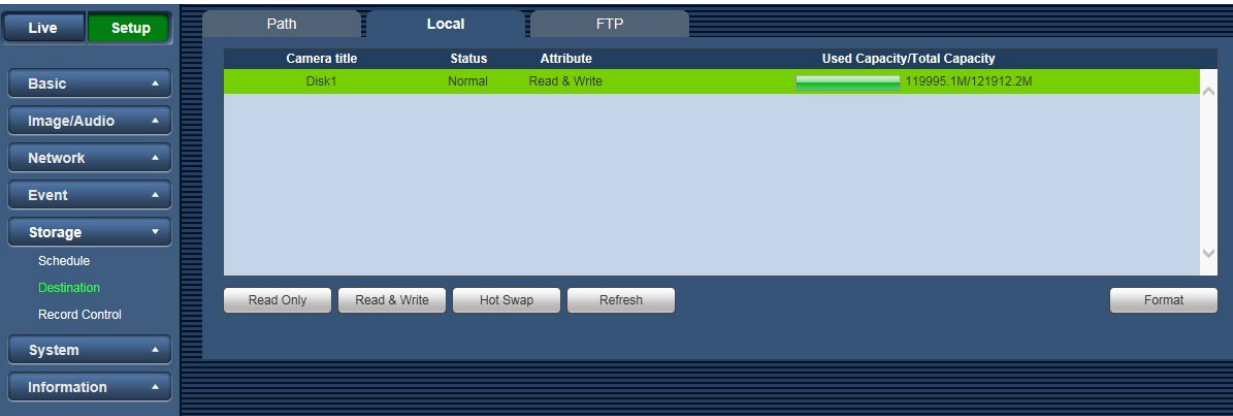 Live Setup
Path Local FTP
Camera title Status Attribute Used Capacity/Total Capacity
Disk1 Normal Read & Write 119995.1M/121912.2M
Basic
Image/Audio
Network
Event
Storage
Schedule
Destination
Record Control
System
Information
Read Only Read & Write Hot Swap Refresh Format